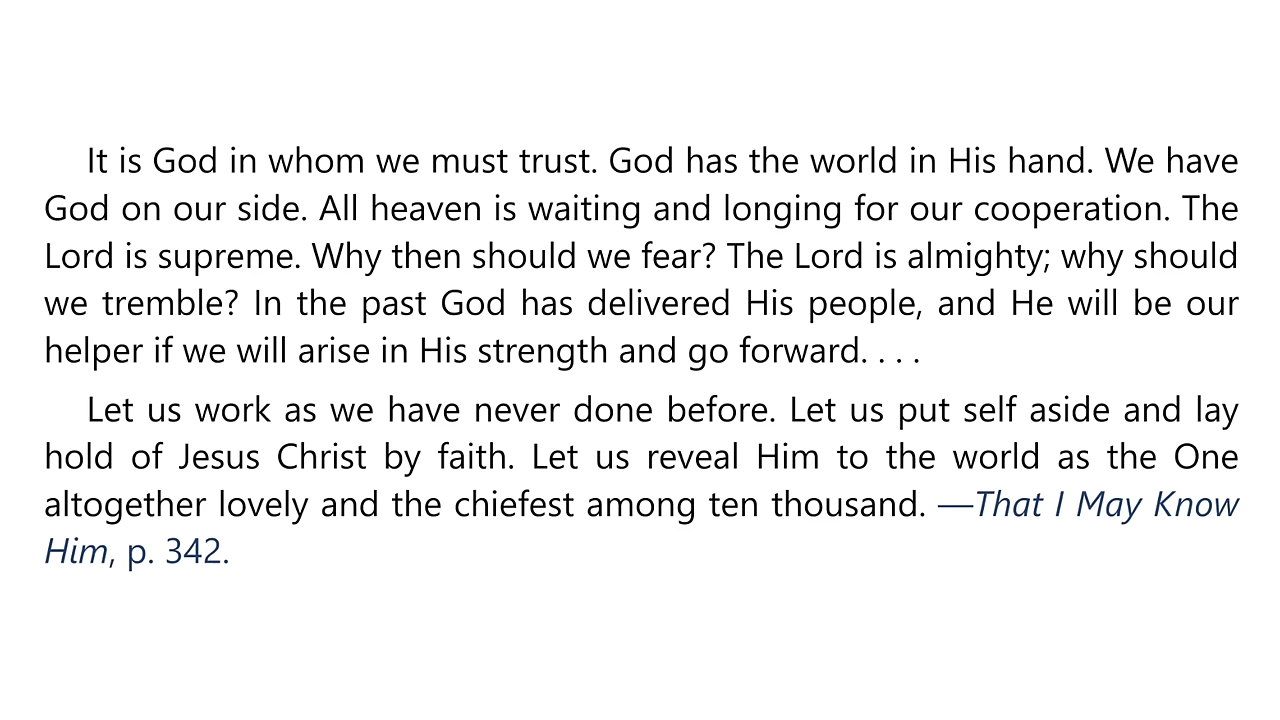 It is God in whom we must trust. God has the world in His hand. We have
God on our side. All heaven is waiting and longing for our cooperation. The
Lord is supreme. Why then should we fear? The Lord is almighty; why should
we tremble? In the past God has delivered His people, and He will be our
helper if we will arise in His strength and go forward. . . .
Let us work as we have never done before. Let us put self aside and lay
hold of Jesus Christ by faith. Let us reveal Him to the world as the One
altogether lovely and the chiefest among ten thousand. —That I May Know
Him, p. 342.